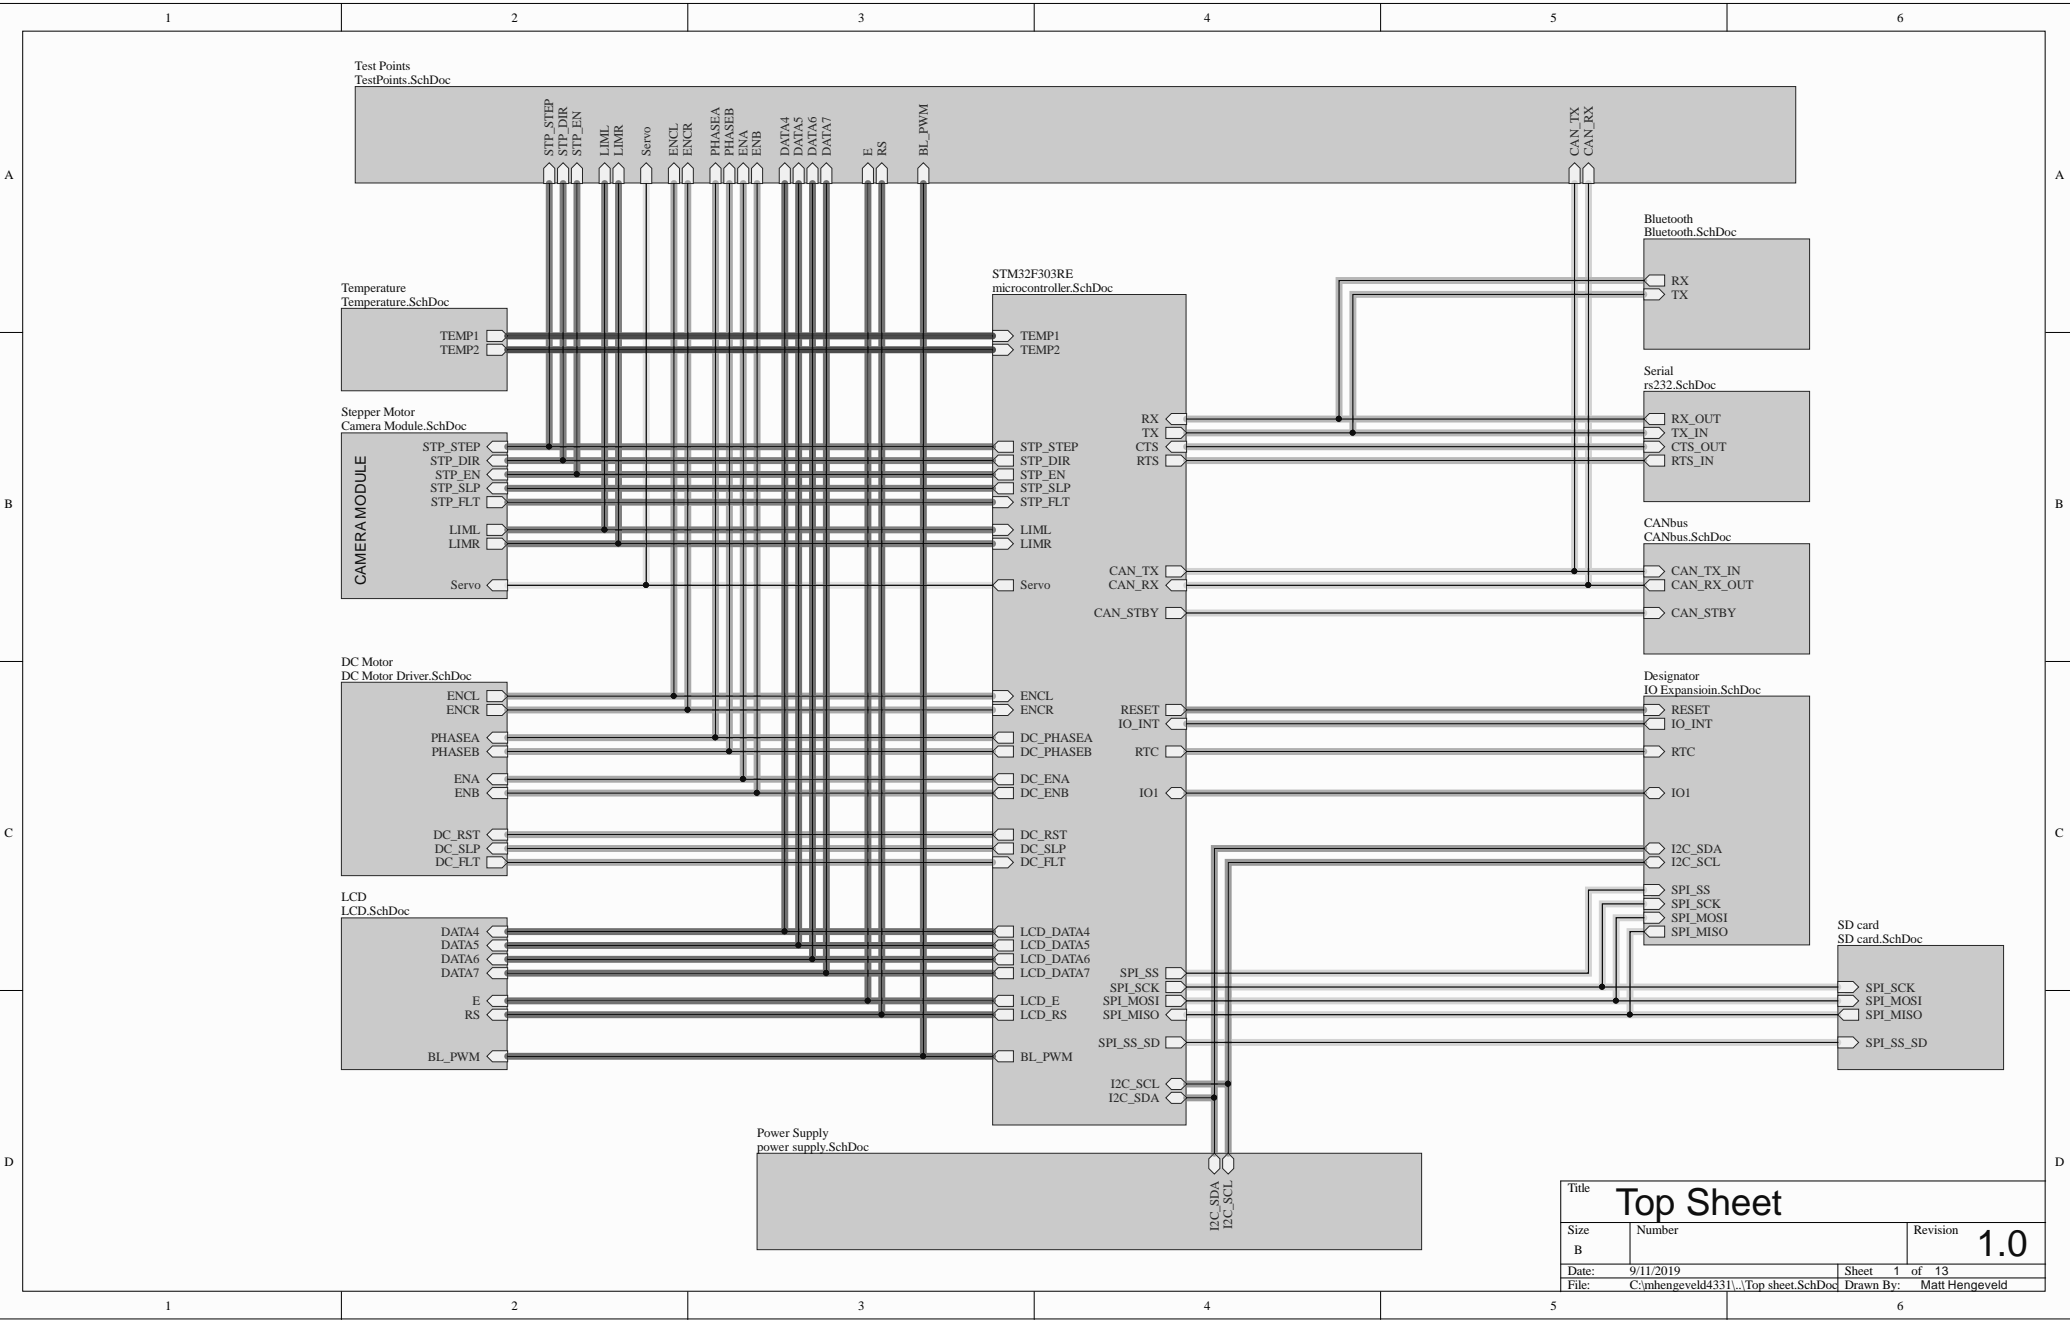 1 2 3 4 5 6
Test Points
TestPoints.SchDoc
STP_STEP
STP_DIR
STP_EN
LIML
LIMR
Servo
ENCL
ENCR
PHASEA
PHASEB
ENA
ENB
DATA4
DATA5
DATA6
DATA7
E
RS
BL_PWM
CAN_TX
CAN_RX
A A
Temperature
Temperature.SchDoc
TEMP1
TEMP2
Stepper Motor
Camera Module.SchDoc
CAMERA MODULE
STP_STEP
STP_DIR
STP_EN
STP_SLP
STP_FLT
LIML
LIMR
Servo
B B
DC Motor
DC Motor Driver.SchDoc
ENCL
ENCR
PHASEA
PHASEB
ENA
ENB
DC_RST
DC_SLP
DC_FLT
LCD
LCD.SchDoc
DATA4
DATA5
DATA6
DATA7
E
RS
BL_PWM
STM32F303RE
microcontroller.SchDoc
TEMP1
TEMP2
STP_STEP
STP_DIR
STP_EN
STP_SLP
STP_FLT
LIML
LIMR
Servo
ENCL
ENCR
DC_PHASEA
DC_PHASEB
DC_ENA
DC_ENB
DC_RST
DC_SLP
DC_FLT
LCD_DATA4
LCD_DATA5
LCD_DATA6
LCD_DATA7
LCD_E
LCD_RS
BL_PWM
RX
TX
CTS
RTS
CAN_TX
CAN_RX
CAN_STBY
RESET
IO_INT
RTC
IO1
SPI_SS
SPI_SCK
SPI_MOSI
SPI_MISO
SPI_SS_SD
I2C_SCL
I2C_SDA
Bluetooth
Bluetooth.SchDoc
RX
TX
Serial
rs232.SchDoc
RX_OUT
TX_IN
CTS_OUT
RTS_IN
CANbus
CANbus.SchDoc
CAN_TX_IN
CAN_RX_OUT
CAN_STBY
Designator
IO Expansioin.SchDoc
RESET
IO_INT
RTC
IO1
I2C_SDA
I2C_SCL
SPI_SS
SPI_SCK
SPI_MOSI
SPI_MISO
C C
SD card
SD card.SchDoc
SPI_SCK
SPI_MOSI
SPI_MISO
SPI_SS_SD
Power Supply
power supply.SchDoc
I2C_SDA
I2C_SCL
D D
Title Top Sheet
Size Number Revision
B 1.0
Date: 9/11/2019 Sheet 1 of 13
File: C:\mhengeveld4331\..\Top sheet.SchDoc Drawn By: Matt Hengeveld
1 2 3 4 5 6